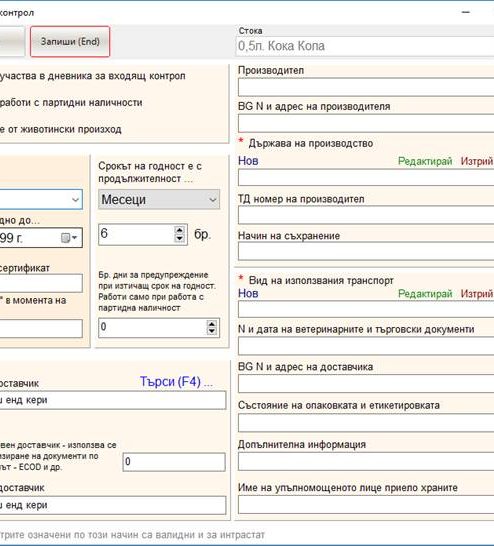 контрол
Запиши (End)
Стока
0,5л. Кока Кола
участва в дневника за входящ контрол
работи с партидни наличности
е от животински произход
Срокът на годност е с
продължителност ...
Месеци
дно до...
99 г.
6
бр.
сертификат
" в момента на
Бр. дни за предупреждение
при изтичащ срок на годност.
Работи само при работа с
партидна наличност
0
оставчик
Търси (F4) ...
ш енд кери
вен доставчик - използва се
изиране на документи по
път - ECOD и др.
0
доставчик
ш енд кери
Производител
BG N и адрес на производителя
* Държава на производство
Нов Редактирай Изтрий
ТД номер на производител
Начин на съхранение
* Вид на използвания транспорт
Нов Редактирай Изтрий
N и дата на ветеринарните и търговски документи
BG N и адрес на доставчика
Състояние на опаковката и етикетировката
Допълнителна информация
Име на упълномощеното лице приело храните
трите означени по този начин са валидни и за интрастат